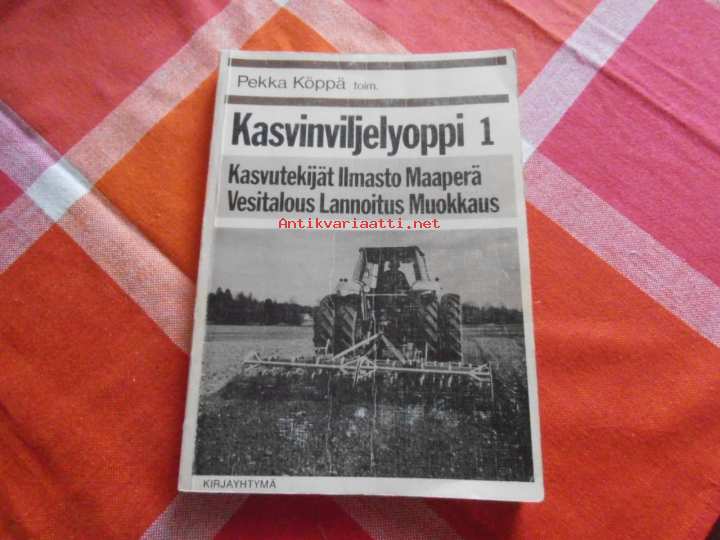 Pekka Köppä toim.
Kasvinviljelyoppi 1
Kasvutekijät Ilmasto Maaperä
Vesitalous Lannoitus Muokkaus
Antikvariaatti.net
KIRJAYHTYMÄ